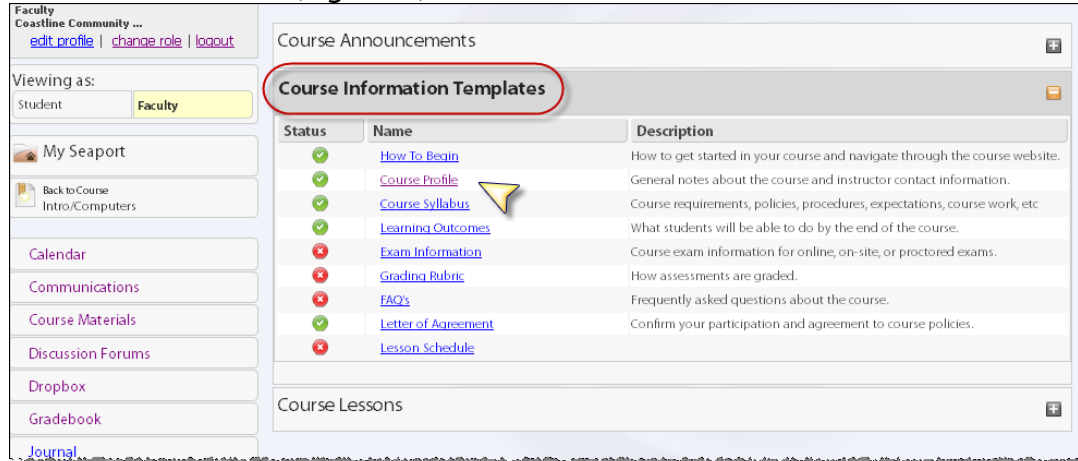 Faculty
Coastline Community ...
edit profile | change role | logout
Viewing as:
Student Faculty
My Seaport
Back to Course
Intro/Computers
Calendar
Communications
Course Materials
Discussion Forums
Dropbox
Gradebook
Journal
Course Announcements
Course Information Templates
Status Name Description
How To Begin How to get started in your course and navigate through the course website.
Course Profile General notes about the course and instructor contact information.
Course Syllabus Course requirements, policies, procedures, expectations, course work, etc
Learning Outcomes What students will be able to do by the end of the course.
Exam Information Course exam information for online, on-site, or proctored exams.
Grading Rubric How assessments are graded.
FAQ's Frequently asked questions about the course.
Letter of Agreement Confirm your participation and agreement to course policies.
Lesson Schedule
Course Lessons